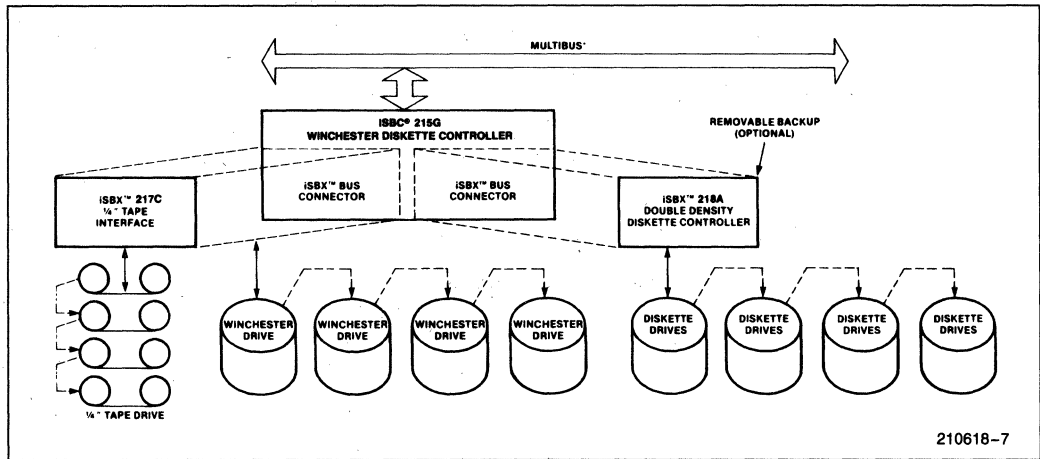 MULTIBUS*
iSBC® 215G
WINCHESTER DISKETTE CONTROLLER
REMOVABLE BACKUP
(OPTIONAL)
iSBX™ 217C
¼" TAPE
INTERFACE
iSBX™ BUS
CONNECTOR
iSBX™ BUS
CONNECTOR
iSBX™ 218A
DOUBLE DENSITY
DISKETTE CONTROLLER
WINCHESTER
DRIVE
WINCHESTER
DRIVE
WINCHESTER
DRIVE
WINCHESTER
DRIVE
DISKETTE
DRIVES
DISKETTE
DRIVES
DISKETTE
DRIVES
DISKETTE
DRIVES
¼" TAPE DRIVE
210618–7